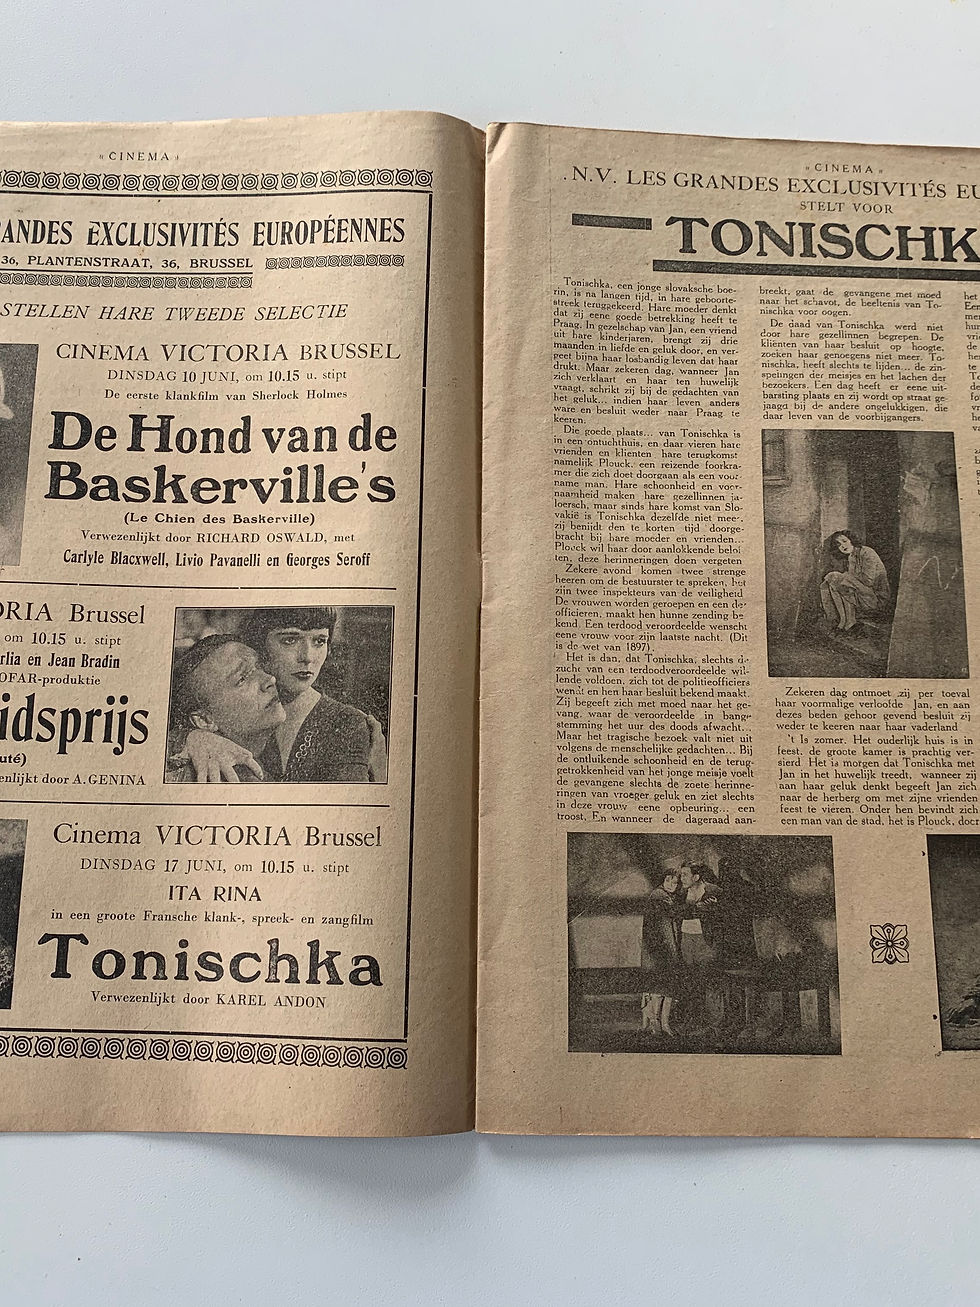 « CINEMA »
ANDES EXCLUSIVITÉS EUROPÉENNES
36, PLANTENSTRAAT, 36, BRUSSEL
STELLEN HARE TWEEDE SELECTIE
CINEMA VICTORIA BRUSSEL
DINSDAG 10 JUNI, om 10.15 u. stipt
De eerste klankfilm van Sherlock Holmes
De Hond van de
Baskerville's
(Le Chien des Baskerville)
Verwezenlijkt door RICHARD OSWALD, met
Carlyle Blacxwell, Livio Pavanelli en Georges Seroff
ORIA Brussel
om 10.15 u. stipt
rlia en Jean Bradin
OFAR-produktie
idsprijs
uté)
enlijkt door A. GENINA
Cinema VICTORIA Brussel
DINSDAG 17 JUNI, om 10.15 u. stipt
ITA RINA
in een groote Fransche klank-, spreek- en zangfilm
Tonischka
Verwezenlijkt door KAREL ANDON
« CINEMA »
N.V. LES GRANDES EXCLUSIVITÉS EU
STELT VOOR
TONISCHK
Tonischka, een jonge slovaksche boe-
rin, is na langen tijd, in hare geboorte-
streek teruggekeerd. Hare moeder denkt
dat zij eene goede betrekking heeft te
Praag. In gezelschap van Jan, een vriend
uit hare kinderjaren, brengt zij drie
maanden in liefde en geluk door, en ver-
geet bijna haar losbandig leven dat haar
drukt. Maar zekeren dag, wanneer Jan
zich verklaart en haar ten huwelijk
vraagt, schrikt zij bij de gedachten van
het geluk... indien haar leven anders
ware en besluit weder naar Praag te
keeren.
Die goede plaats... van Tonischka is
in een ontuchthuis, en daar vieren hare
vrienden en klienten hare terugkomst
namelijk Plouck, een reizende foorkra-
mer die zich doet doorgaan als een voor-
name man. Hare schoonheid en voor-
naamheid maken hare gezellinnen ja-
loersch, maar sinds hare komst van Slo-
vakië is Tonischka dezelfde niet meer,
zij benijdt den te korten tijd doorge-
bracht bij hare moeder en vrienden...
Plouck wil haar door aanlokkende beloi
ten, deze herinneringen doen vergeten
Zekere avond komen twee strenge
heeren om de bestuurster te spreken, het
zijn twee inspekteurs van de veiligheid
De vrouwen worden geroepen en een der
officieren, maakt hen hunne zending be-
kend. Een terdood veroordeelde wenscht
eene vrouw voor zijn laatste nacht. (Dit
is de wet van 1897).
Het is dan, dat Tonischka, slechts de
zucht van een terdoodveroordeelde wil-
lende voldoen, zich tot de politieofficiers
wendt en hen haar besluit bekend maakt.
Zij begeeft zich met moed naar het ge-
vang, waar de veroordeelde in bang-
stemming het uur des doods afwacht...
Maar het tragische bezoek valt niet uit
volgens de menschelijke gedachten... Bij
de ontluikende schoonheid en de terug-
getrokkenheid van het jonge meisje voelt
de gevangene slechts de zoete herinne-
ringen van vroeger geluk en ziet slechts
in deze vrouw eene opbeuring... een
troost. En wanneer de dageraad aan-
breekt, gaat de gevangene met moed
naar het schavot, de beeltenis van To-
nischka voor oogen.
De daad van Tonischka werd niet
door hare gezellinnen begrepen. De
kliënten van haar besluit op hoogte,
zoeken haar genoegens niet meer. To-
nischka, heeft slechts te lijden... de zin-
spelingen der meisjes en het lachen der
bezoekers. Een dag heeft er eene uit-
barsting plaats en zij wordt op straat ge-
jaagd bij de andere ongelukkigen, die
daar leven van de voorbijgangers.
Zekeren dag ontmoet zij per toeval
haar voormalige verloofde Jan, en aan
dezes beden gehoor gevend besluit zij
weder te keeren naar haar vaderland
't Is zomer. Het ouderlijk huis is in
feest, de groote kamer is prachtig ver-
sierd. Het is morgen dat Tonischka met
Jan in het huwelijk treedt, wanneer zij
aan haar geluk denkt begeeft Jan zich
naar de herberg om met zijne vrienden
feest te vieren. Onder hen bevindt zich
een man van de stad, het is Plouck, door